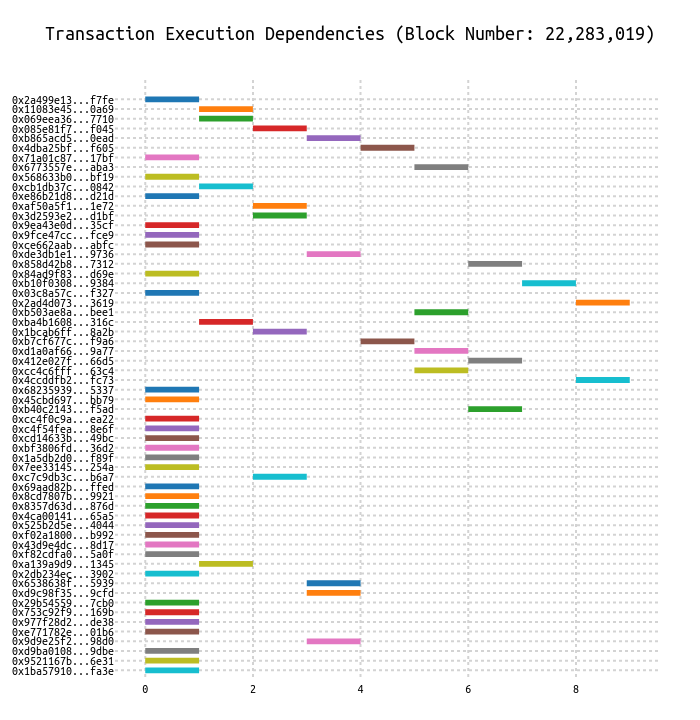 Transaction Execution Dependencies (Block Number: 22,283,019)
0x2a499e13...f7fe
0x11083e45...0a69
0x069eea36...7710
0x085e81f7...f045
0xb865acd5...0ead
0x4dba25bf...f605
0x71a01c87...17bf
0x6773557e...aba3
0x568633b0...bf19
0xcb1db37c...0842
0xe86b21d8...d21d
0xaf50a5f1...1e72
0x3d2593e2...d1bf
0x9ea43e0d...35cf
0x9fce47cc...fce9
0xce662aab...abfc
0xde3db1e1...9736
0x858d42b8...7312
0x84ad9f83...d69e
0xb10f0308...9384
0x03c8a57c...f327
0x2ad4d073...3619
0xb503ae8a...bee1
0xba4b1608...316c
0x1bcab6ff...8a2b
0xb7cf677c...f9a6
0xd1a0af66...9a77
0x412e027f...66d5
0xcc4c6fff...63c4
0x4ccddfb2...fc73
0x68235939...5337
0x45cbd697...bb79
0xb40c2143...f5ad
0xcc4f0c9a...ea22
0xc4f54fea...8e6f
0xcd14633b...49bc
0xbf3806fd...36d2
0x1a5db2d0...f89f
0x7ee33145...254a
0xc7c9db3c...b6a7
0x69aad82b...ffed
0x8cd7807b...9921
0x8357d63d...876d
0x4ca00141...65a5
0x525b2d5e...4044
0xf02a1800...b992
0x43d9e4dc...8d17
0xf82cdfa0...5a0f
0xa139a9d9...1345
0x2db234ec...3902
0x6538638f...5939
0xd9c98f35...9cfd
0x29b54559...7cb0
0x753c92f9...169b
0x977f28d2...de38
0xe771782e...01b6
0x9d9e25f2...98d0
0xd9ba0108...9dbe
0x9521167b...6e31
0x1ba57910...fa3e
0 2 4 6 8